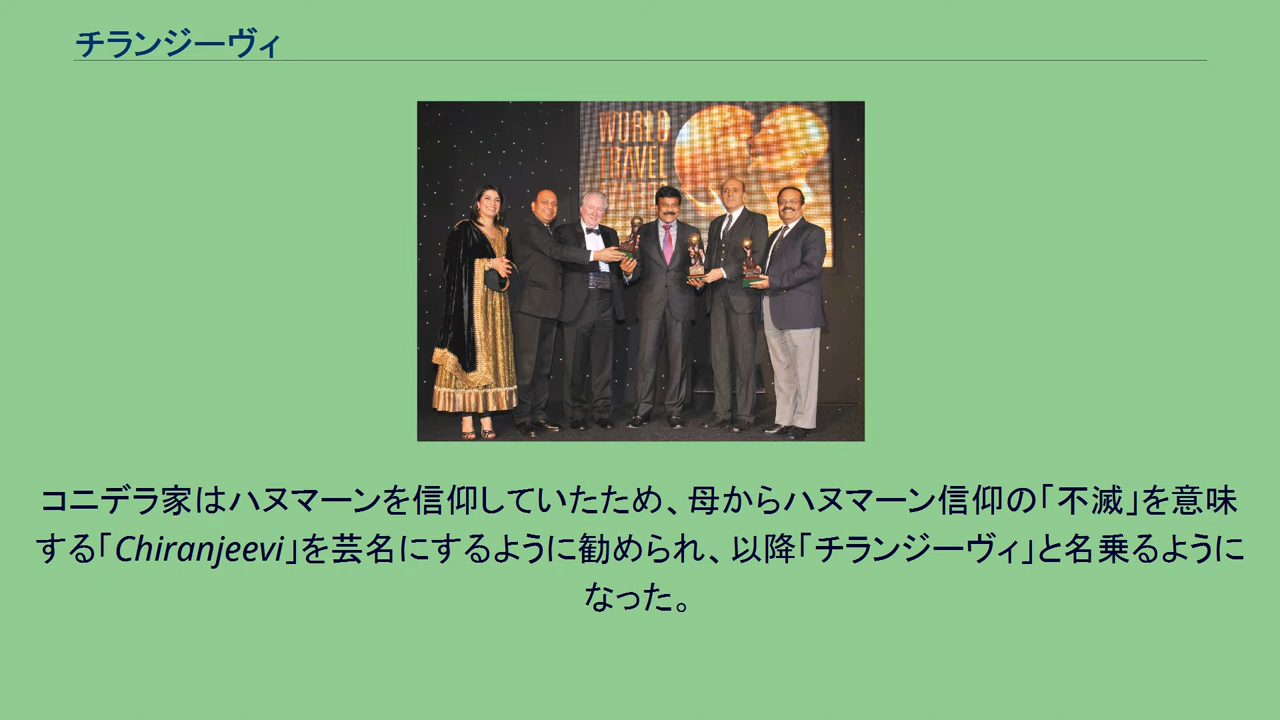 チランジーヴィ
WORLD
TRAVEL
コニデラ家はハヌマーンを信仰していたため、母からハヌマーン信仰の「不滅」を意味
する「Chiranjeevi」を芸名にするように勧められ、以降「チランジーヴィ」と名乗るように
なった。